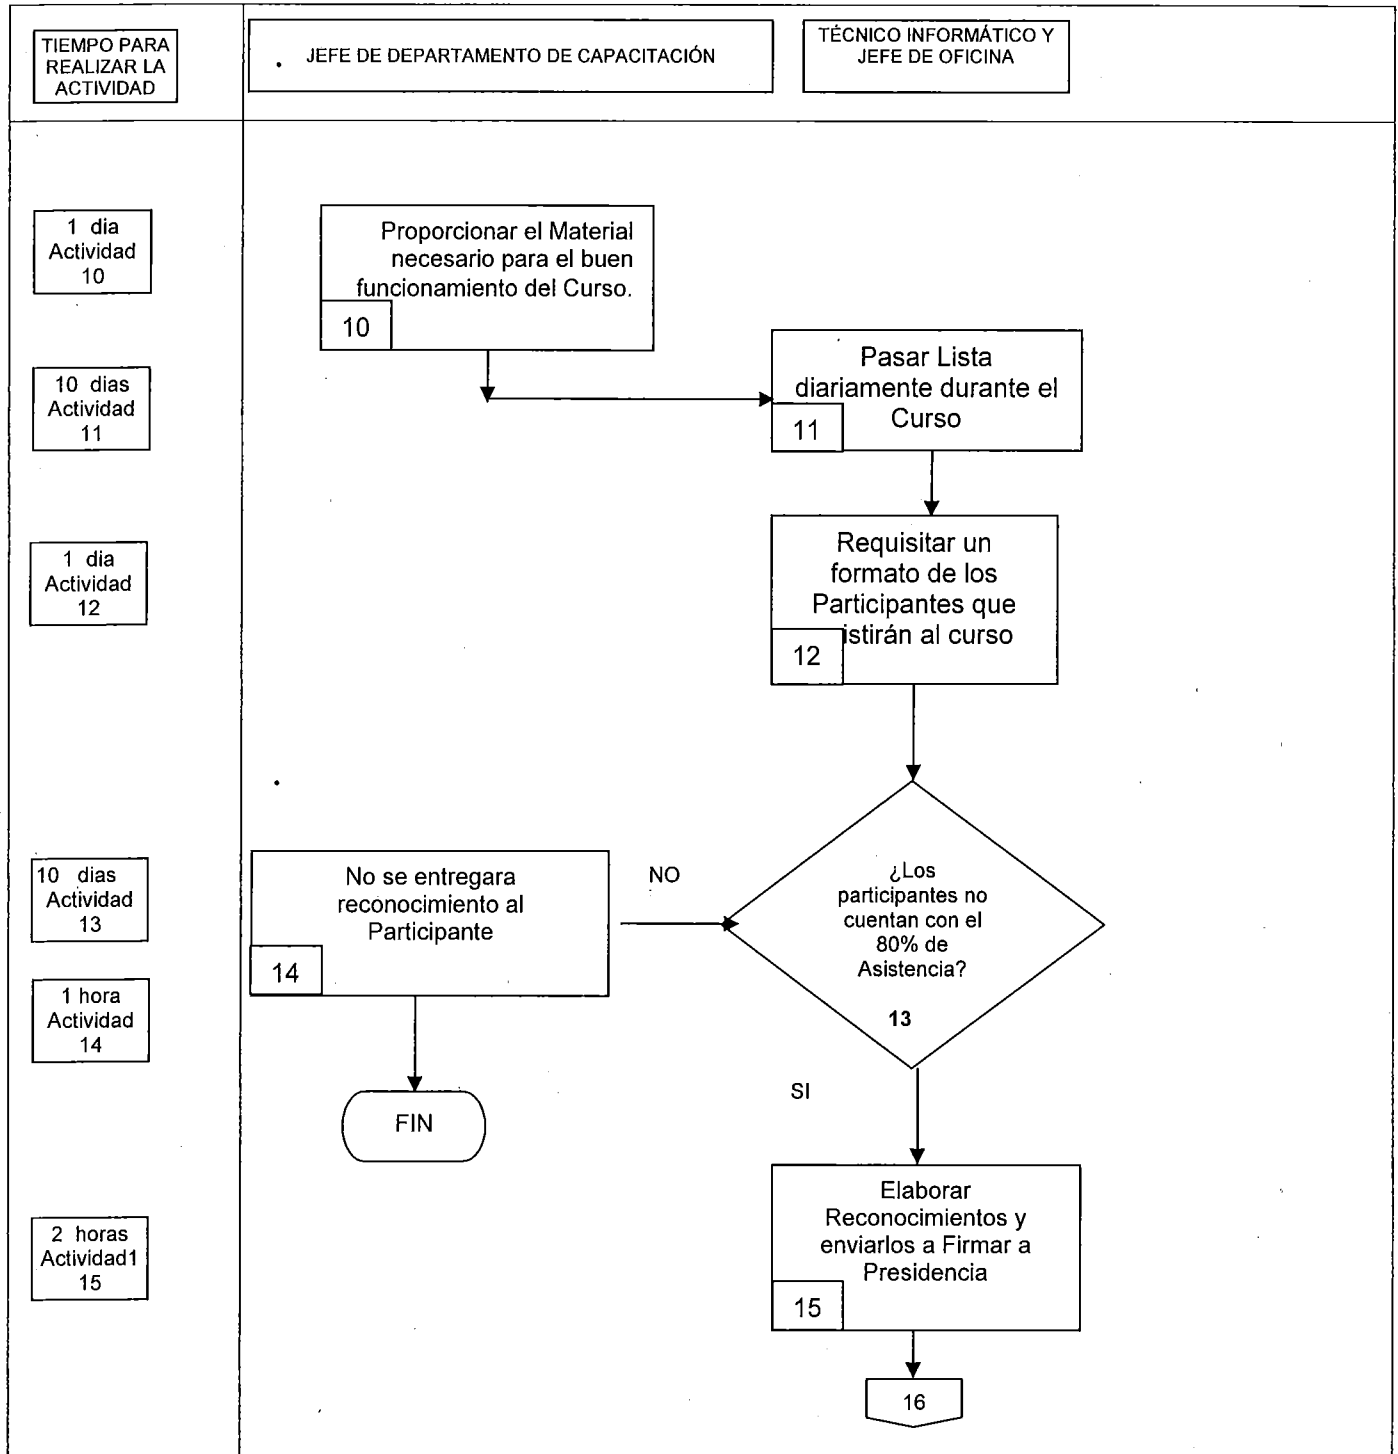 TIEMPO PARA
REALIZAR LA
ACTIVIDAD
JEFE DE DEPARTAMENTO DE CAPACITACIÓN
TÉCNICO INFORMÁTICO Y
JEFE DE OFICINA
1 dia
Actividad
10
Proporcionar el Material
necesario para el buen
funcionamiento del Curso.
10
10 dias
Actividad
11
Pasar Lista
diariamente durante el
Curso
11
1 dia
Actividad
12
Requisitar un
formato de los
Participantes que
istirán al curso
12
10 dias
Actividad
13
No se entregara
reconocimiento al
Participante
14
NO
¿Los
participantes no
cuentan con el
80% de
Asistencia?
13
1 hora
Actividad
14
SI
FIN
2 horas
Actividad1
15
Elaborar
Reconocimientos y
enviarlos a Firmar a
Presidencia
15
16